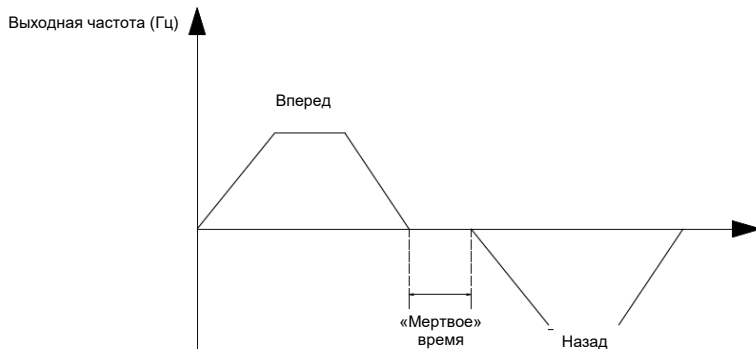 Выходная частота (Гц)
Вперед
«Мертвое»
время
Назад